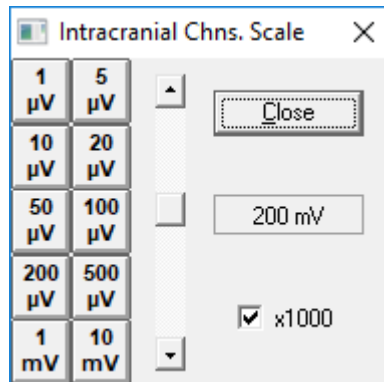 Intracranial Chns. Scale
1 µV
5 µV
Close
10 µV
20 µV
50 µV
100 µV
200 mV
200 µV
500 µV
x1000
1 mV
10 mV